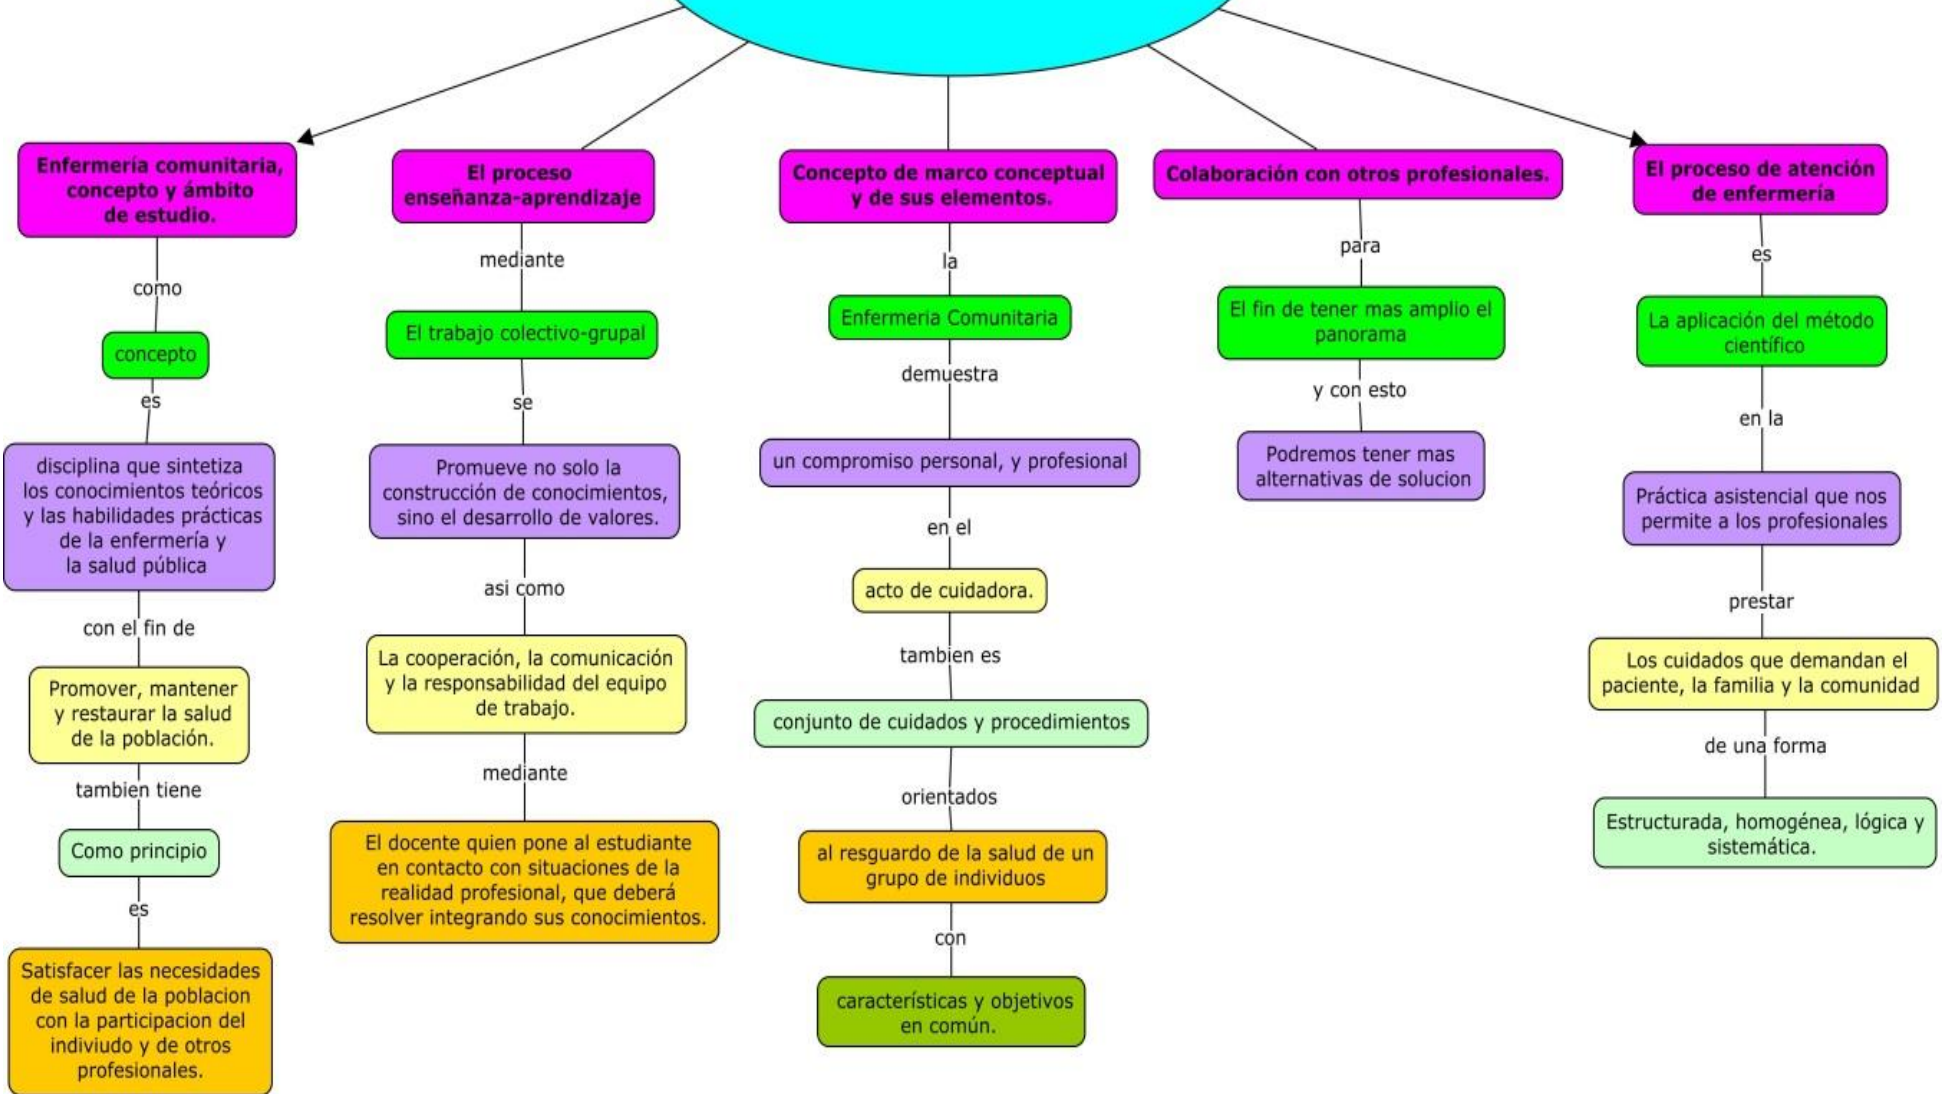 Enfermería comunitaria,
concepto y ámbito
de estudio.
como
concepto
es
disciplina que sintetiza
los conocimientos teóricos
y las habilidades prácticas
de la enfermería y
la salud pública
con el fin de
Promover, mantener
y restaurar la salud
de la población.
tambien tiene
Como principio
es
Satisfacer las necesidades
de salud de la poblacion
con la participacion del
indiviudo y de otros
profesionales.
El proceso
enseñanza-aprendizaje
mediante
El trabajo colectivo-grupal
se
Promueve no solo la
construcción de conocimientos,
sino el desarrollo de valores.
asi como
La cooperación, la comunicación
y la responsabilidad del equipo
de trabajo.
mediante
El docente quien pone al estudiante
en contacto con situaciones de la
realidad profesional, que deberá
resolver integrando sus conocimientos.
Concepto de marco conceptual
y de sus elementos.
la
Enfermeria Comunitaria
demuestra
un compromiso personal, y profesional
en el
acto de cuidadora.
tambien es
conjunto de cuidados y procedimientos
orientados
al resguardo de la salud de un
grupo de individuos
con
características y objetivos
en común.
Colaboración con otros profesionales.
para
El fin de tener mas amplio el
panorama
y con esto
Podremos tener mas
alternativas de solucion
El proceso de atención
de enfermería
es
La aplicación del método
científico
en la
Práctica asistencial que nos
permite a los profesionales
prestar
Los cuidados que demandan el
paciente, la familia y la comunidad
de una forma
Estructurada, homogénea, lógica y
sistemática.